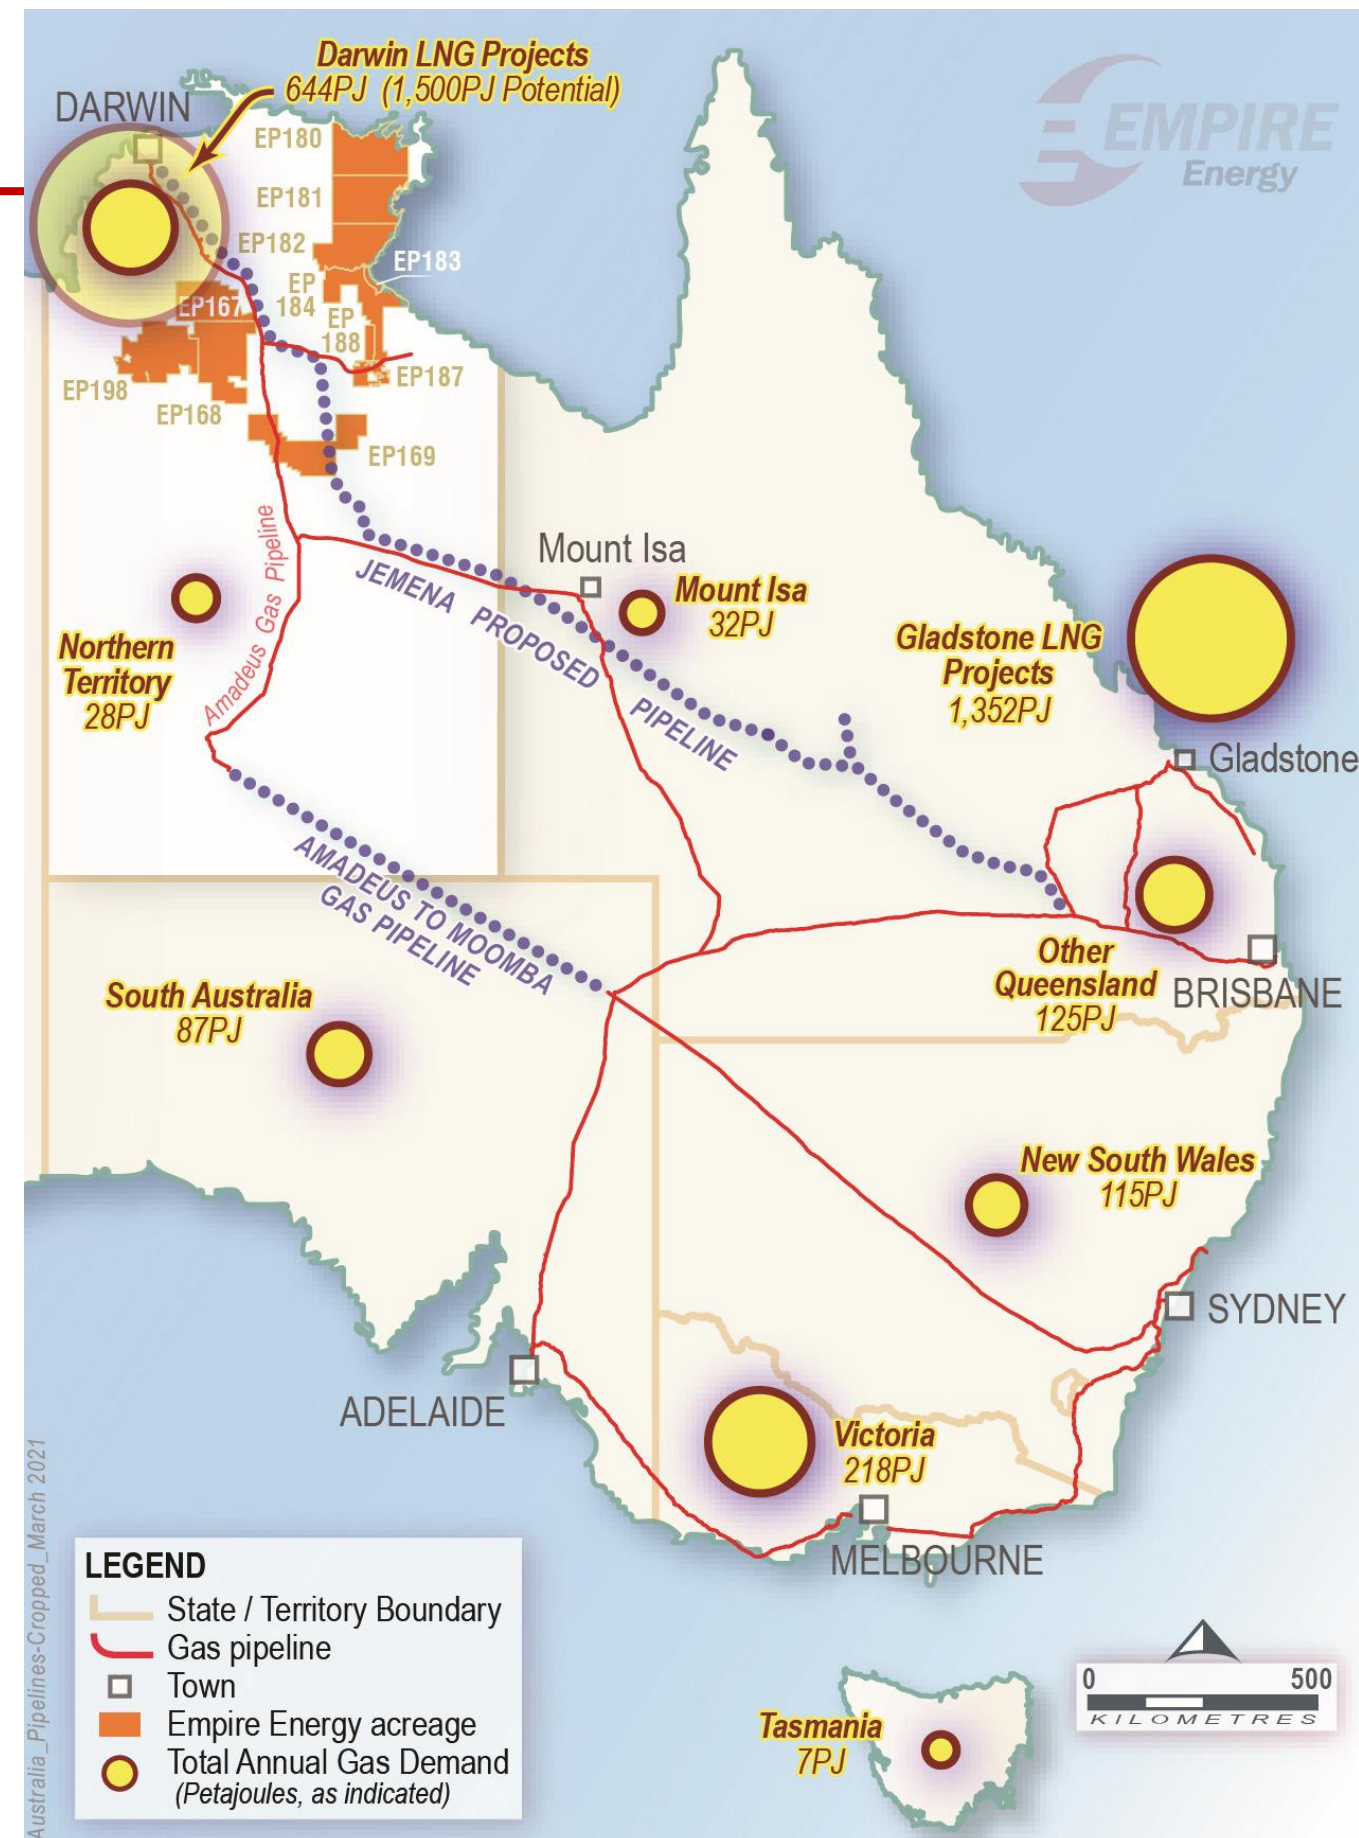 Darwin LNG Projects
644PJ (1,500PJ Potential)
DARWIN
EMPIRE
Energy
EP180
EP181
EP182
EP183
EP
184
EP167
EP
188
EP187
EP198
EP168
EP169
Amadeus Gas Pipeline
Mount Isa
JEMENA PROPOSED PIPELINE
Mount Isa
32PJ
Northern
Territory
28PJ
Gladstone LNG
Projects
1,352PJ
Gladstone
AMADEUS TO MOOMBA
GAS PIPELINE
Other
Queensland
125PJ
BRISBANE
South Australia
87PJ
New South Wales
115PJ
SYDNEY
ADELAIDE
Victoria
218PJ
MELBOURNE
Tasmania
7PJ
LEGEND
State / Territory Boundary
Gas pipeline
Town
Empire Energy acreage
Total Annual Gas Demand
(Petajoules, as indicated)
0 500
KILOMETRES
Australia_Pipelines-Cropped_March 2021